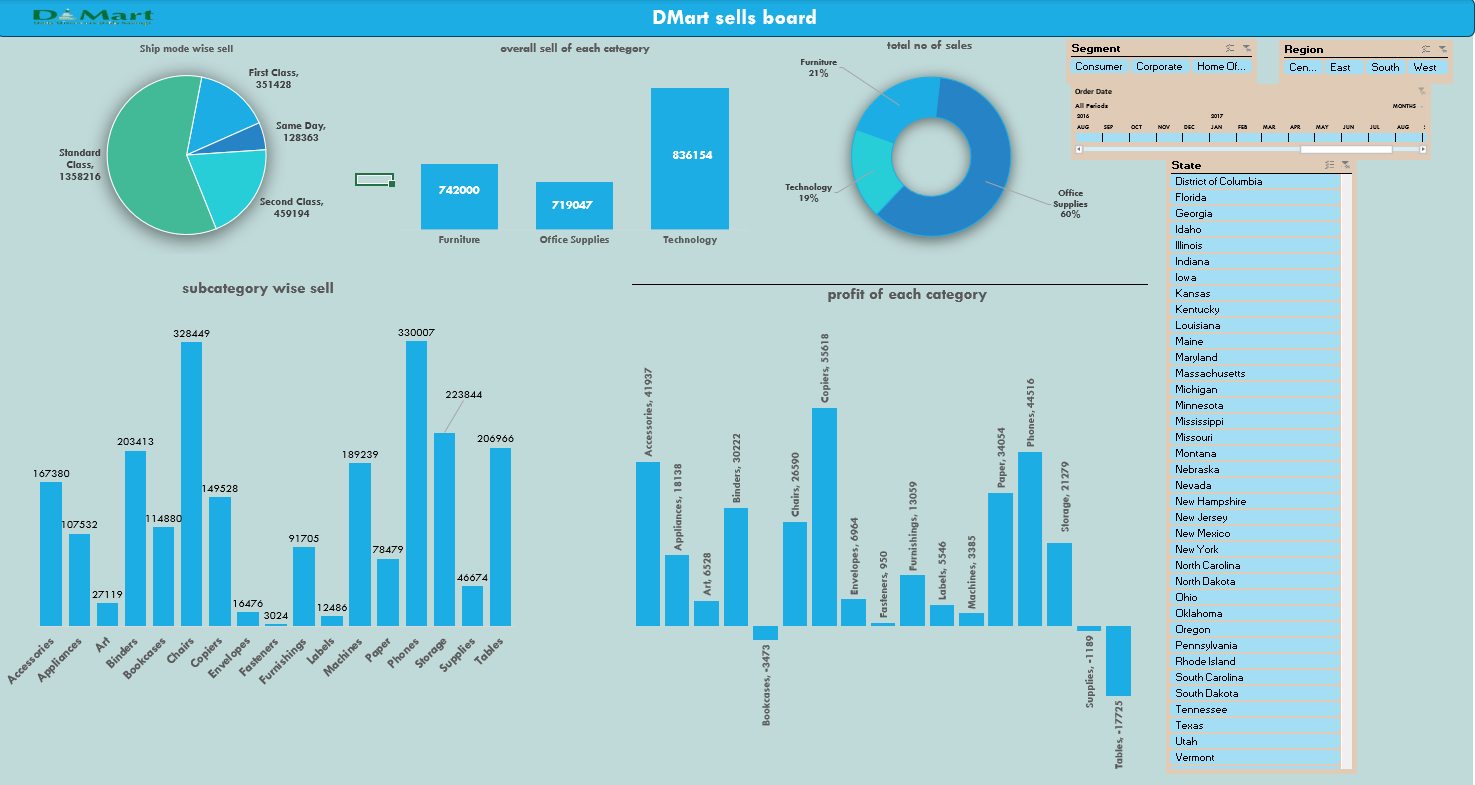 D Mart
DMart sells board
Ship mode wise sell
First Class,
351428
Same Day,
128363
Second Class,
459194
Standard
Class,
1358216
overall sell of each category
742000
719047
836154
Furniture
Office Supplies
Technology
total no of sales
Furniture
21%
Technology
19%
Office
Supplies
60%
Segment
Consumer
Corporate
Home Of...
Region
Cen...
East
South
West
Order Date
All Periods
MONTHS
2016
2017
AUG
SEP
OCT
NOV
DEC
JAN
FEB
MAR
APR
MAY
JUN
JUL
AUG
State
District of Columbia
Florida
Georgia
Idaho
Illinois
Indiana
Iowa
Kansas
Kentucky
Louisiana
Maine
Maryland
Massachusetts
Michigan
Minnesota
Mississippi
Missouri
Montana
Nebraska
Nevada
New Hampshire
New Jersey
New Mexico
New York
North Carolina
North Dakota
Ohio
Oklahoma
Oregon
Pennsylvania
Rhode Island
South Carolina
South Dakota
Tennessee
Texas
Utah
Vermont
subcategory wise sell
167380
107532
27119
203413
114880
328449
149528
16476
3024
91705
12486
189239
78479
330007
223844
46674
206966
Accessories
Appliances
Art
Binders
Bookcases
Chairs
Copiers
Envelopes
Fasteners
Furnishings
Labels
Machines
Paper
Phones
Storage
Supplies
Tables
profit of each category
Accessories, 41937
Appliances, 18138
Art, 6528
Binders, 30222
Bookcases, -3473
Chairs, 26590
Copiers, 55618
Envelopes, 6964
Fasteners, 950
Furnishings, 13059
Labels, 5546
Machines, 3385
Paper, 34054
Phones, 44516
Storage, 21279
Supplies, -1189
Tables, -17725